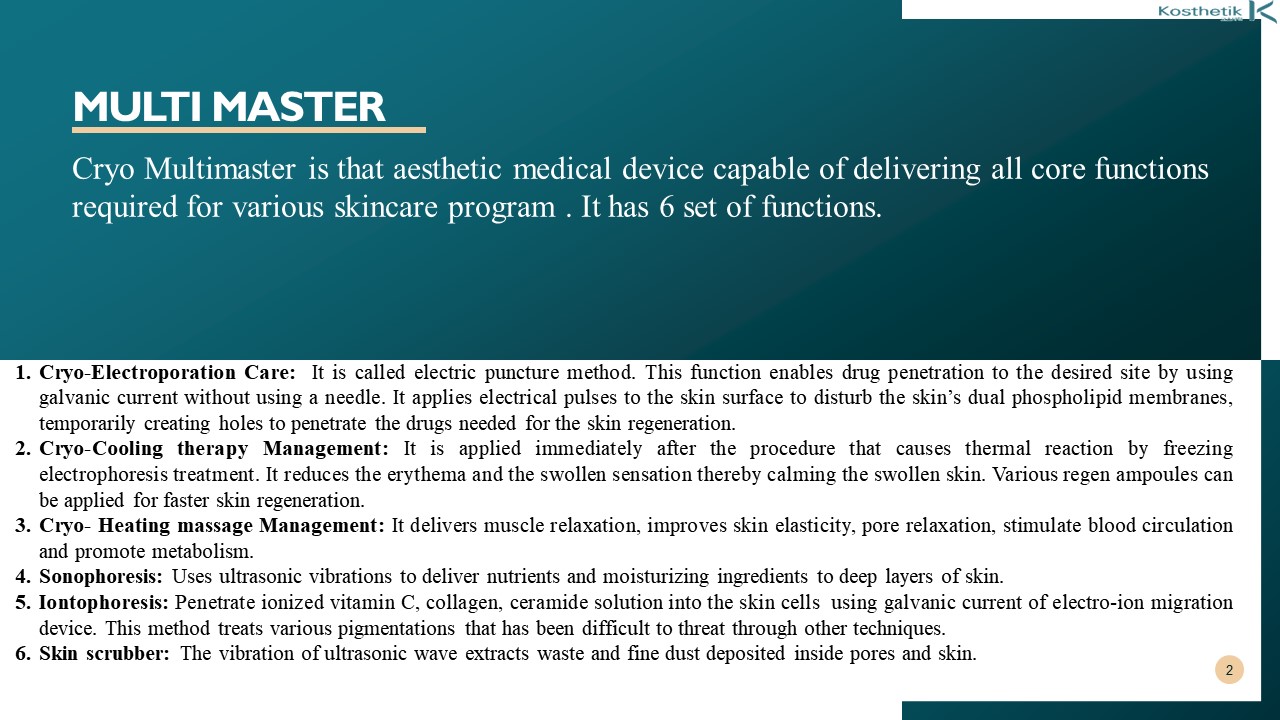 Kosthetik
MULTI MASTER
Cryo Multimaster is that aesthetic medical device capable of delivering all core functions
required for various skincare program . It has 6 set of functions.
1. Cryo-Electroporation Care: It is called electric puncture method. This function enables drug penetration to the desired site by using
galvanic current without using a needle. It applies electrical pulses to the skin surface to disturb the skin’s dual phospholipid membranes,
temporarily creating holes to penetrate the drugs needed for the skin regeneration.
2. Cryo-Cooling therapy Management: It is applied immediately after the procedure that causes thermal reaction by freezing
electrophoresis treatment. It reduces the erythema and the swollen sensation thereby calming the swollen skin. Various regen ampoules can
be applied for faster skin regeneration.
3. Cryo- Heating massage Management: It delivers muscle relaxation, improves skin elasticity, pore relaxation, stimulate blood circulation
and promote metabolism.
4. Sonophoresis: Uses ultrasonic vibrations to deliver nutrients and moisturizing ingredients to deep layers of skin.
5. Iontophoresis: Penetrate ionized vitamin C, collagen, ceramide solution into the skin cells using galvanic current of electro-ion migration
device. This method treats various pigmentations that has been difficult to threat through other techniques.
6. Skin scrubber: The vibration of ultrasonic wave extracts waste and fine dust deposited inside pores and skin.
2